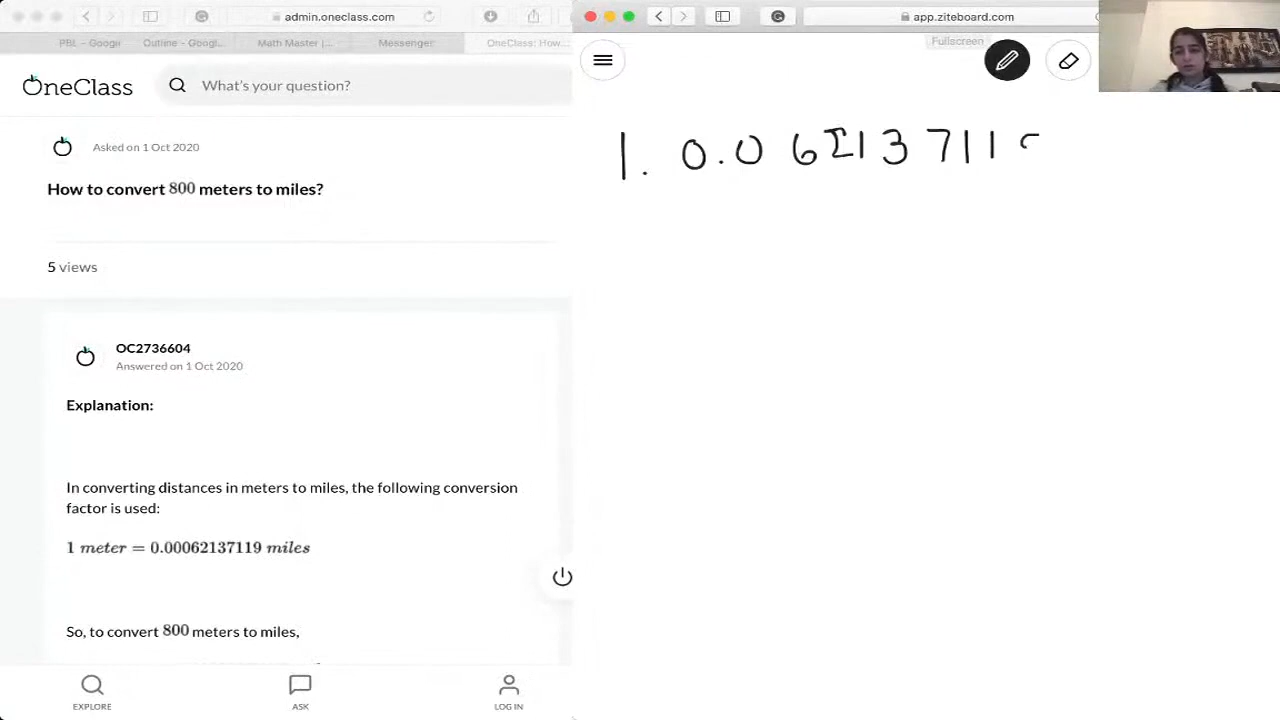 admin.oneclass.com
app.ziteboard.com
PBL - Googl
Outline - Googl...
Math Master |...
Messenger
OneClass: How...
Fullscreen
OneClass
What's your question?
Asked on 1 Oct 2020
How to convert 800 meters to miles?
5 views
OC2736604
Answered on 1 Oct 2020
Explanation:
In converting distances in meters to miles, the following conversion
factor is used:
1 meter = 0.00062137119 miles
So, to convert 800 meters to miles,
EXPLORE
ASK
LOG IN
1. 0.06213711